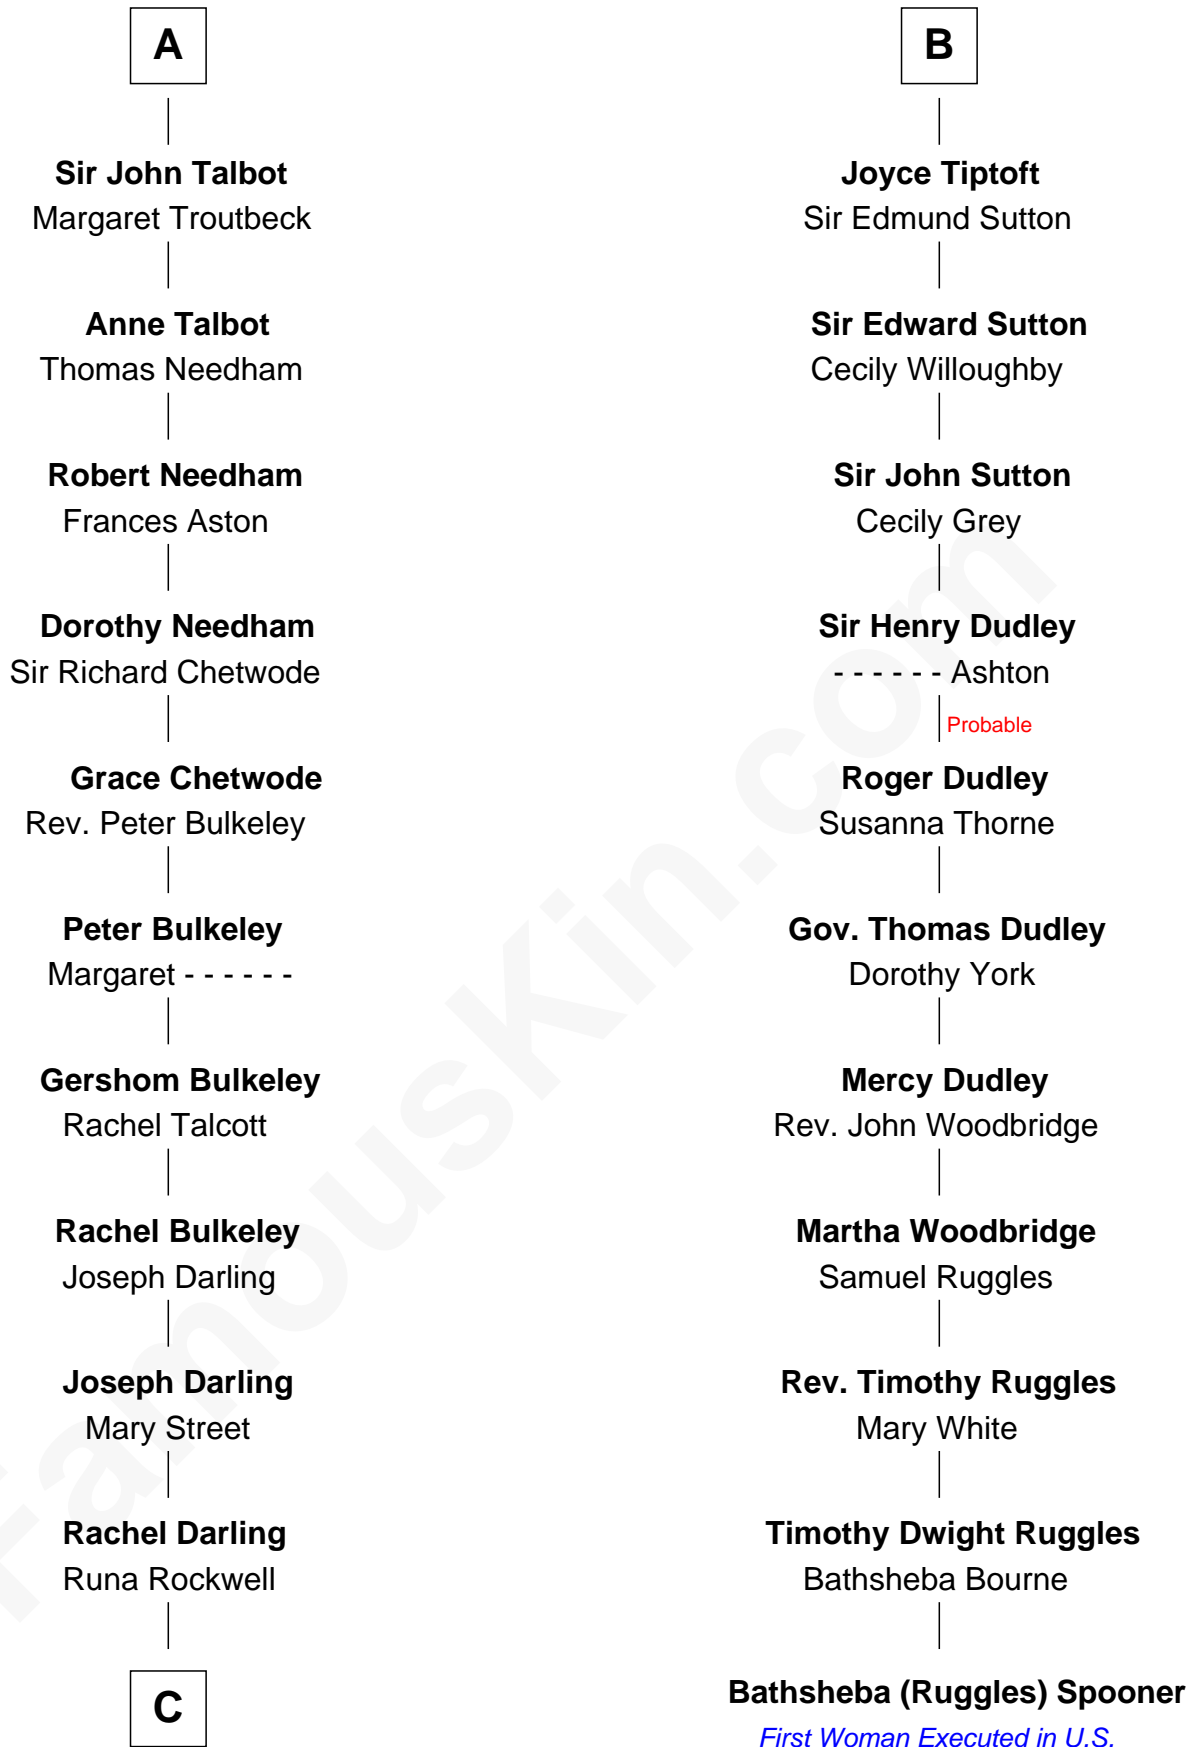 A
Sir John Talbot
Margaret Troutbeck
Anne Talbot
Thomas Needham
Robert Needham
Frances Aston
Dorothy Needham
Sir Richard Chetwode
Grace Chetwode
Rev. Peter Bulkeley
Peter Bulkeley
Margaret - - - - - -
Gershom Bulkeley
Rachel Talcott
Rachel Bulkeley
Joseph Darling
Joseph Darling
Mary Street
Rachel Darling
Runa Rockwell
C
B
Joyce Tiptoft
Sir Edmund Sutton
Sir Edward Sutton
Cecily Willoughby
Sir John Sutton
Cecily Grey
Sir Henry Dudley
- - - - - - Ashton
Probable
Roger Dudley
Susanna Thorne
Gov. Thomas Dudley
Dorothy York
Mercy Dudley
Rev. John Woodbridge
Martha Woodbridge
Samuel Ruggles
Rev. Timothy Ruggles
Mary White
Timothy Dwight Ruggles
Bathsheba Bourne
Bathsheba (Ruggles) Spooner
First Woman Executed in U.S.
FamousKin.com